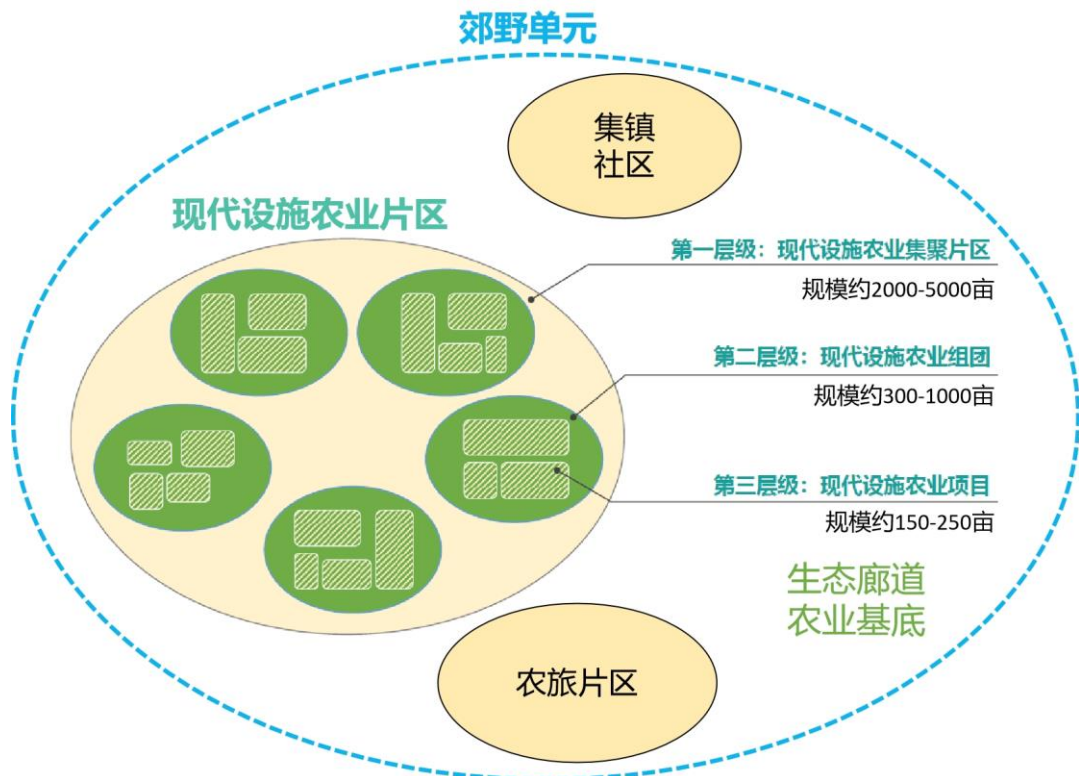 郊野单元
集镇
社区
现代设施农业片区
第一层级：现代设施农业集聚片区
规模约2000-5000亩
第二层级：现代设施农业组团
规模约300-1000亩
第三层级：现代设施农业项目
规模约150-250亩
生态廊道
农业基底
农旅片区